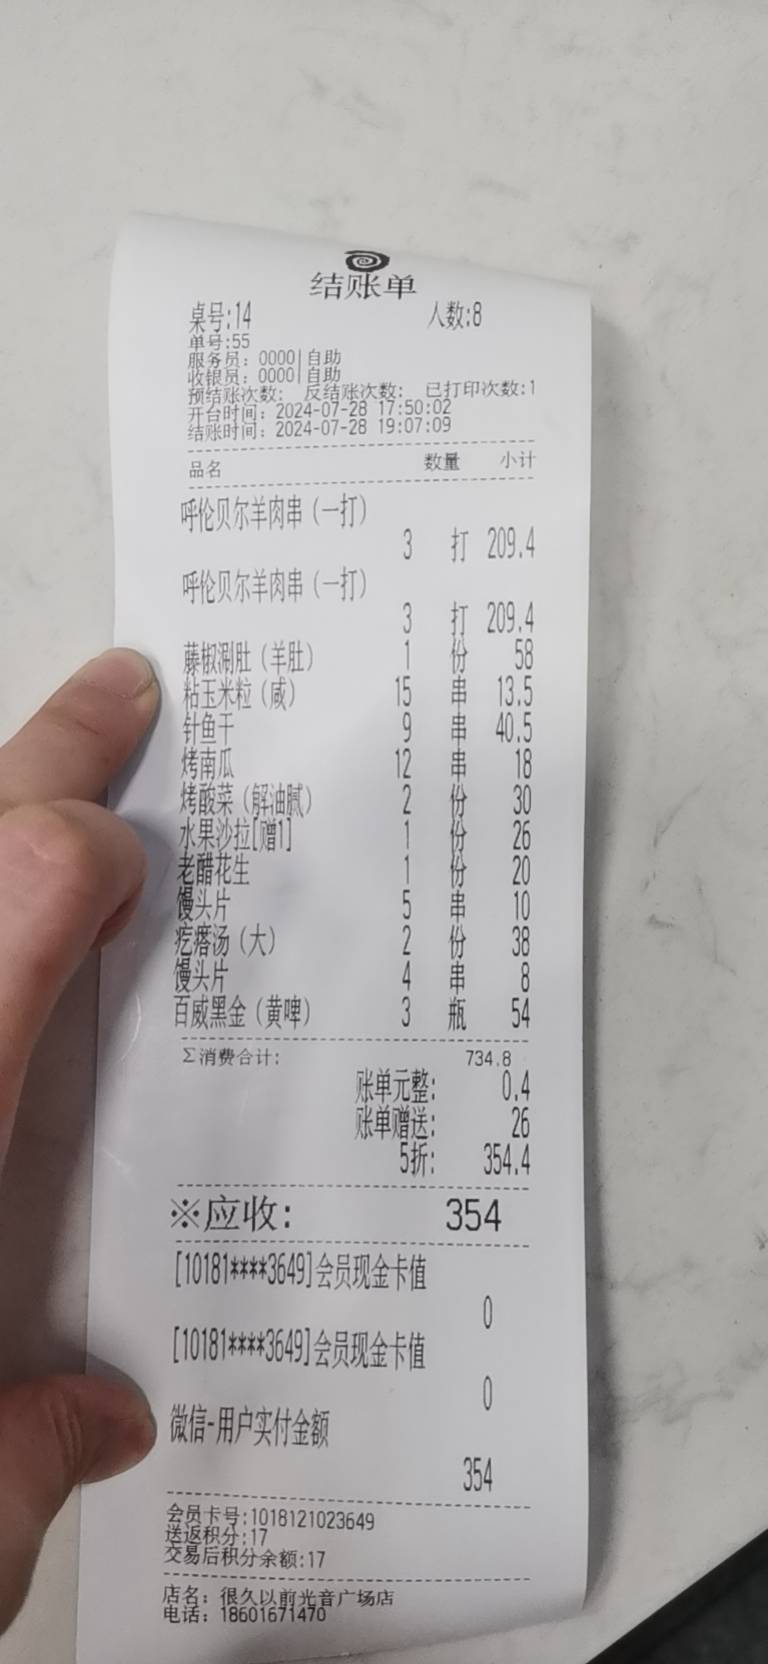 结账单
桌号:14 人数:8
单号:55
服务员: 0000|自助
收银员: 0000|自助
预结账次数: 反结账次数: 已打印次数:1
开台时间: 2024-07-28 17:50:02
结账时间: 2024-07-28 19:07:09
品名 数量 小计
呼伦贝尔羊肉串(一打)
3 打 209.4
呼伦贝尔羊肉串(一打)
3 打 209.4
藤椒涮肚(羊肚) 1 份 58
粘玉米粒(咸) 15 串 13.5
针鱼干 9 串 40.5
烤南瓜 12 串 18
烤酸菜(解油腻) 2 份 30
水果沙拉[赠1] 1 份 26
老醋花生 1 份 20
馒头片 5 串 10
疙瘩汤(大) 2 份 38
馒头片 4 串 8
百威黑金(黄啤) 3 瓶 54
Σ消费合计: 734.8
账单元整: 0.4
账单赠送: 26
5折: 354.4
※应收: 354
[10181****3649]会员现金卡值
0
[10181****3649]会员现金卡值
0
微信-用户实付金额
354
会员卡号:1018121023649
送返积分:17
交易后积分余额:17
店名: 很久以前光音广场店
电话: 18601671470